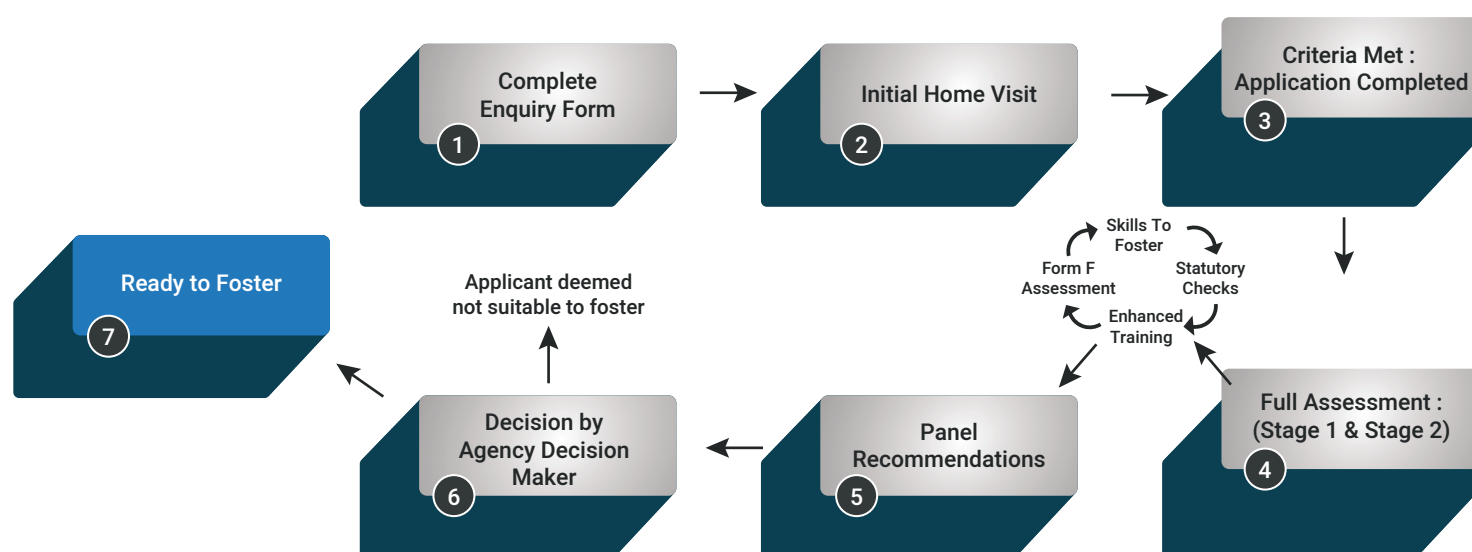 Complete
Enquiry Form
1
Initial Home Visit
2
Criteria Met :
Application Completed
3
Skills To
Foster
Statutory
Checks
Enhanced
Training
Form F
Assessment
Full Assessment :
(Stage 1 & Stage 2)
4
Panel
Recommendations
5
Decision by
Agency Decision
Maker
6
Applicant deemed
not suitable to foster
Ready to Foster
7